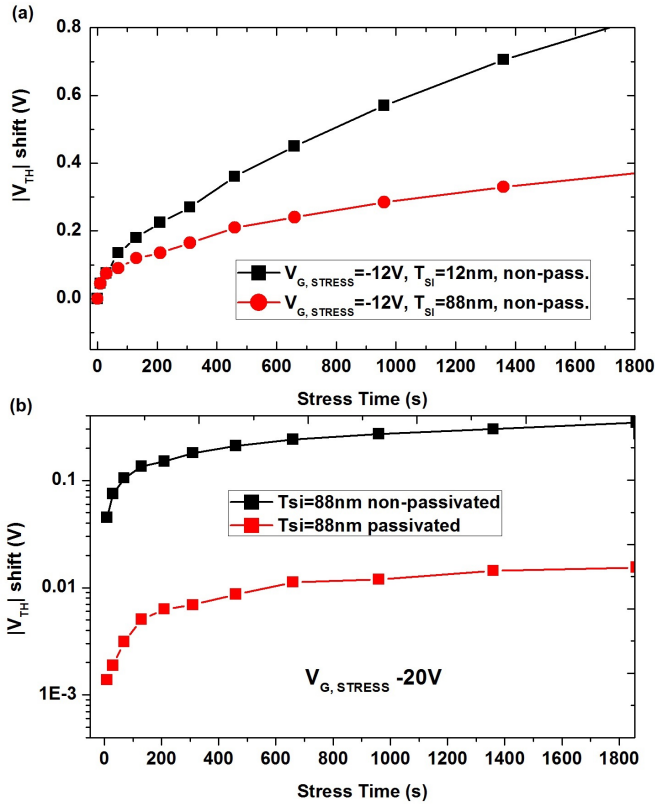 (a)
0.8
0.6
0.4
0.2
0.0
|V_TH| shift (V)
V_G, STRESS=-12V, T_SI=12nm, non-pass.
V_G, STRESS=-12V, T_SI=88nm, non-pass.
0 200 400 600 800 1000 1200 1400 1600 1800
Stress Time (s)
(b)
0.1
0.01
1E-3
|V_TH| shift (V)
Tsi=88nm non-passivated
Tsi=88nm passivated
V_G, STRESS -20V
0 200 400 600 800 1000 1200 1400 1600 1800
Stress Time (s)